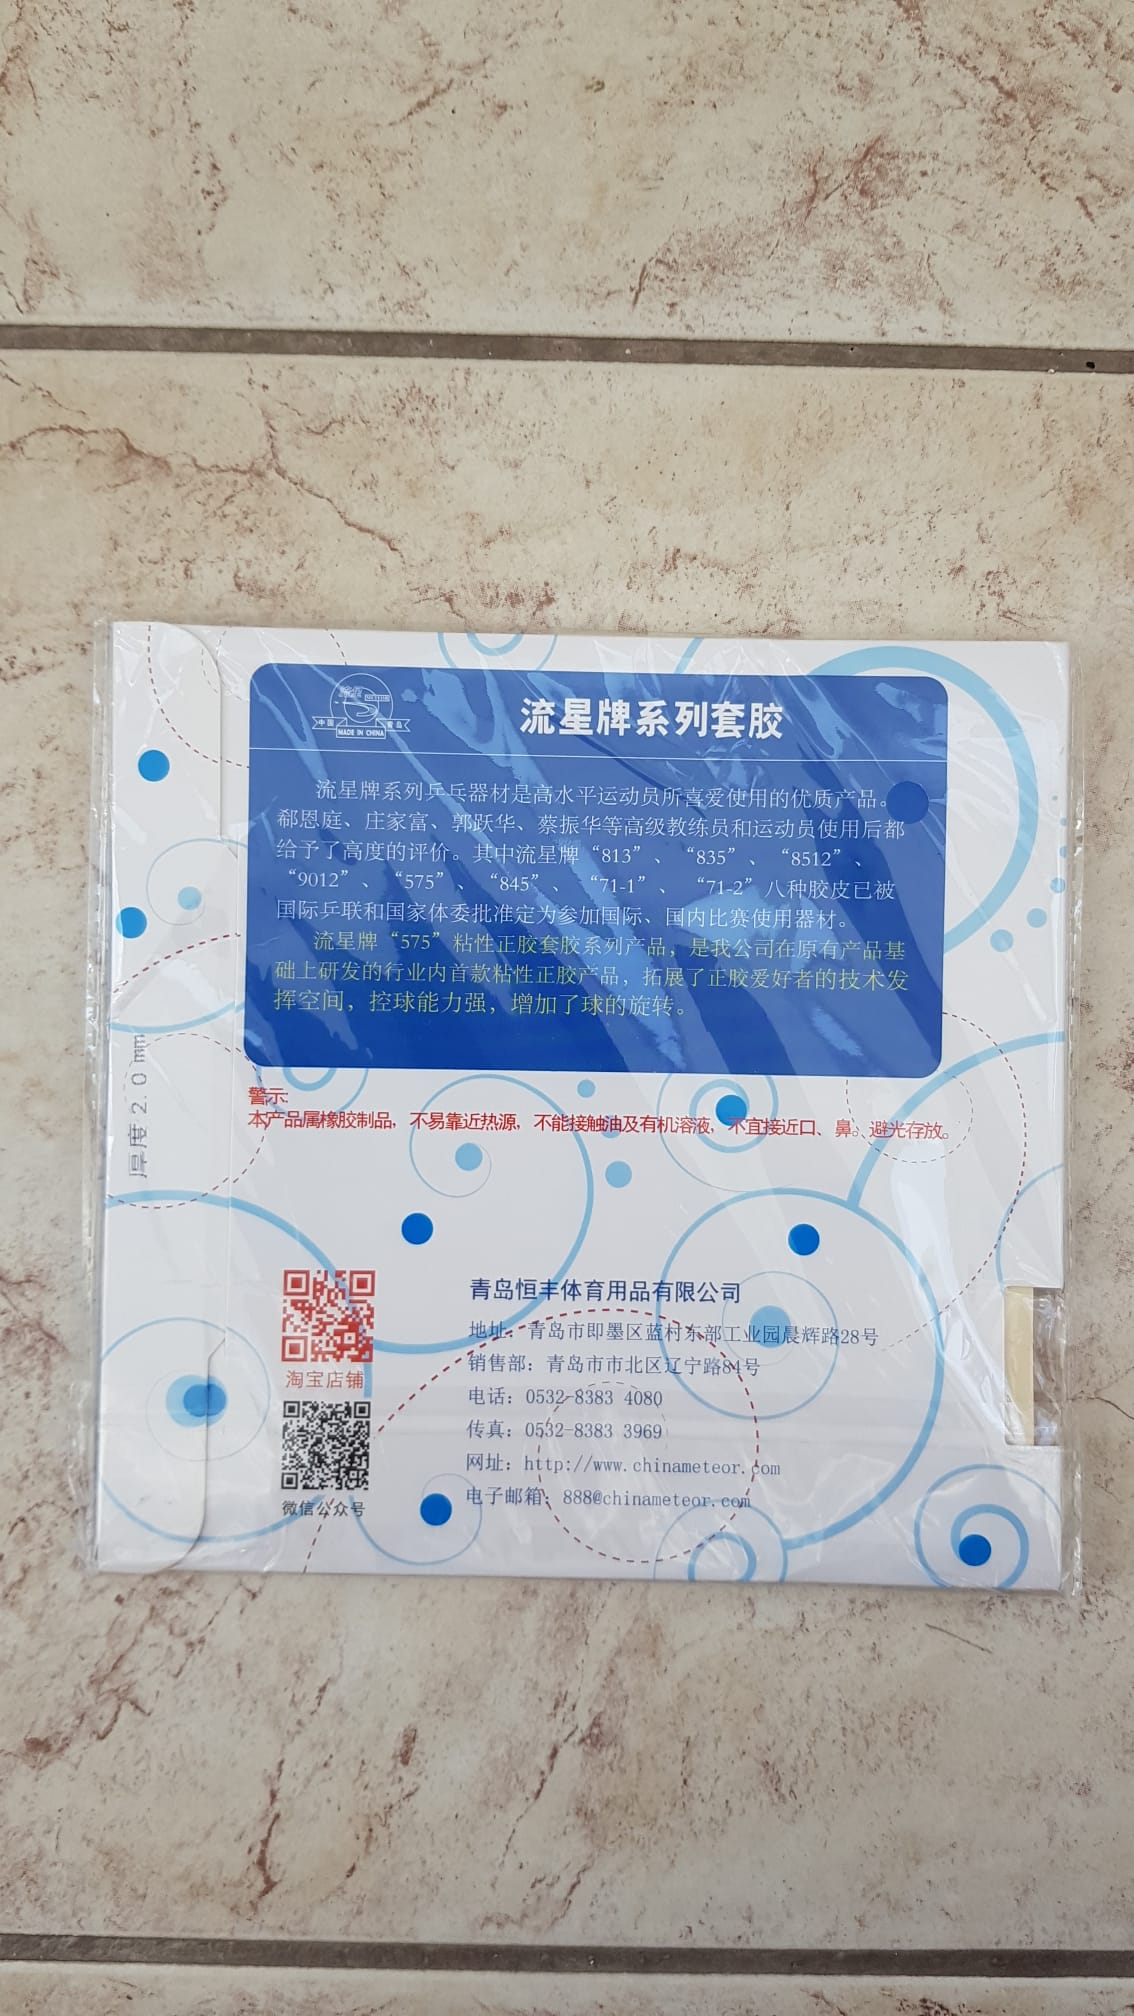 流星
METEOR
中国 青岛
MADE IN CHINA
流星牌系列套胶
流星牌系列乒乓器材是高水平运动员所喜爱使用的优质产品。
郗恩庭、庄家富、郭跃华、蔡振华等高级教练员和运动员使用后都
给予了高度的评价。其中流星牌“813”、“835”、“8512”、
“9012”、“575”、“845”、“71-1”、“71-2”八种胶皮已被
国际乒联和国家体委批准定为参加国际、国内比赛使用器材。
流星牌“575”粘性正胶套胶系列产品，是我公司在原有产品基
础上研发的行业内首款粘性正胶产品，拓展了正胶爱好者的技术发
挥空间，控球能力强，增加了球的旋转。
厚度 2.0 mm
警示:
本产品属橡胶制品，不易靠近热源，不能接触油及有机溶液，不宜接近口、鼻。避光存放。
淘宝店铺
微信公众号
青岛恒丰体育用品有限公司
地址：青岛市即墨区蓝村东部工业园晨辉路28号
销售部：青岛市市北区辽宁路84号
电话：0532-8383 4080
传真：0532-8383 3969
网址：http://www.chinameteor.com
电子邮箱：888@chinameteor.com